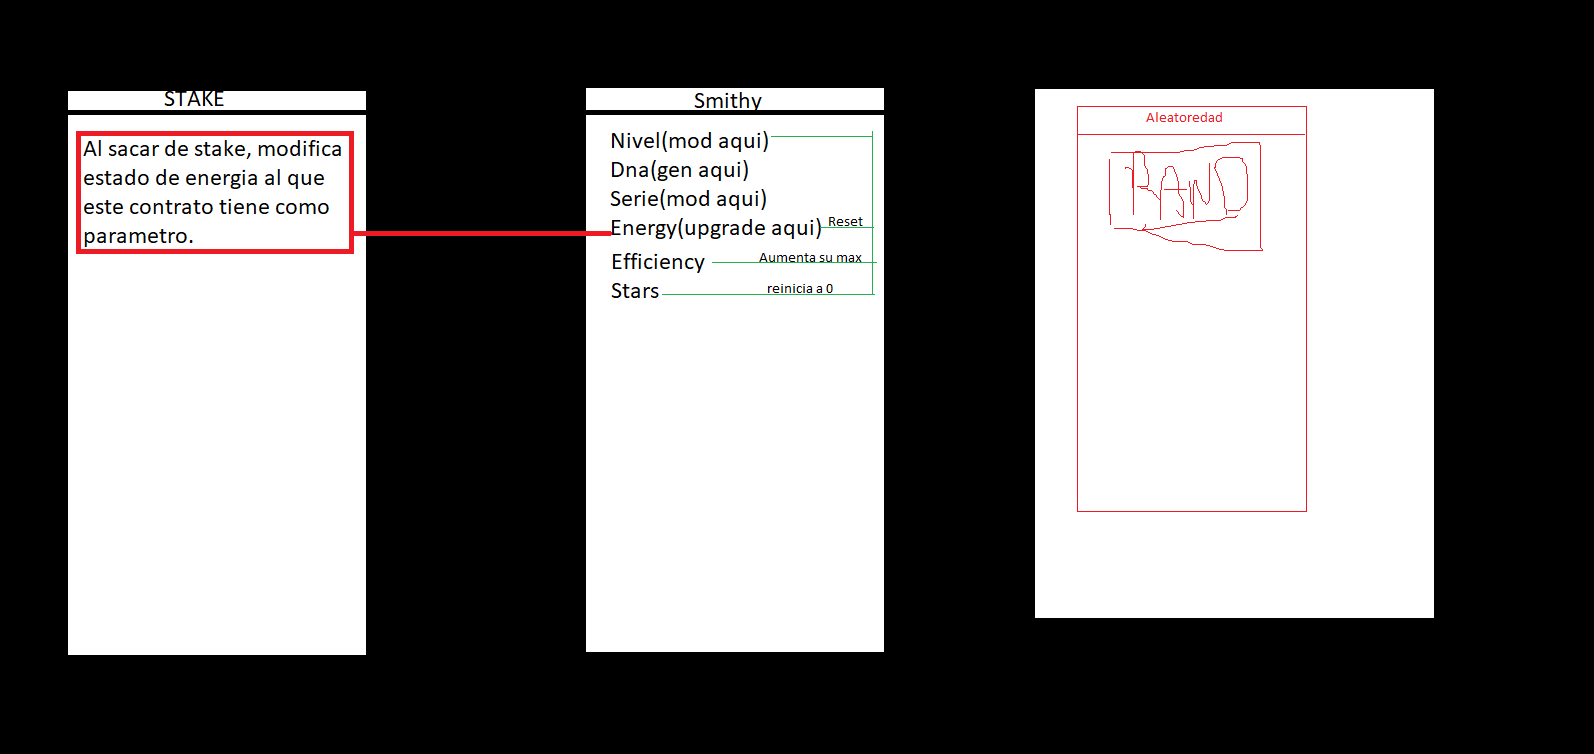 STAKE
Al sacar de stake, modifica
estado de energia al que
este contrato tiene como
parametro.
Smithy
Nivel(mod aqui)
Dna(gen aqui)
Serie(mod aqui)
Energy(upgrade aqui) Reset
Efficiency Aumenta su max
Stars reinicia a 0
Aleatoredad
RAND